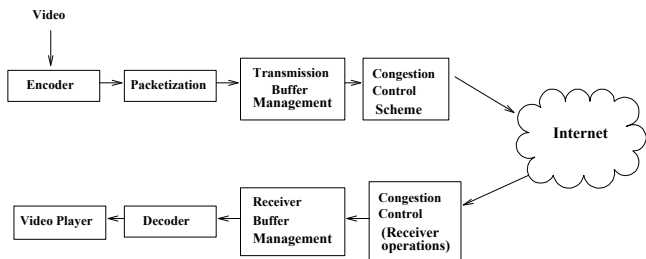 Video
Encoder
Packetization
Transmission
Buffer
Management
Congestion
Control
Scheme
Internet
Video Player
Decoder
Receiver
Buffer
Management
Congestion
Control
(Receiver
operations)